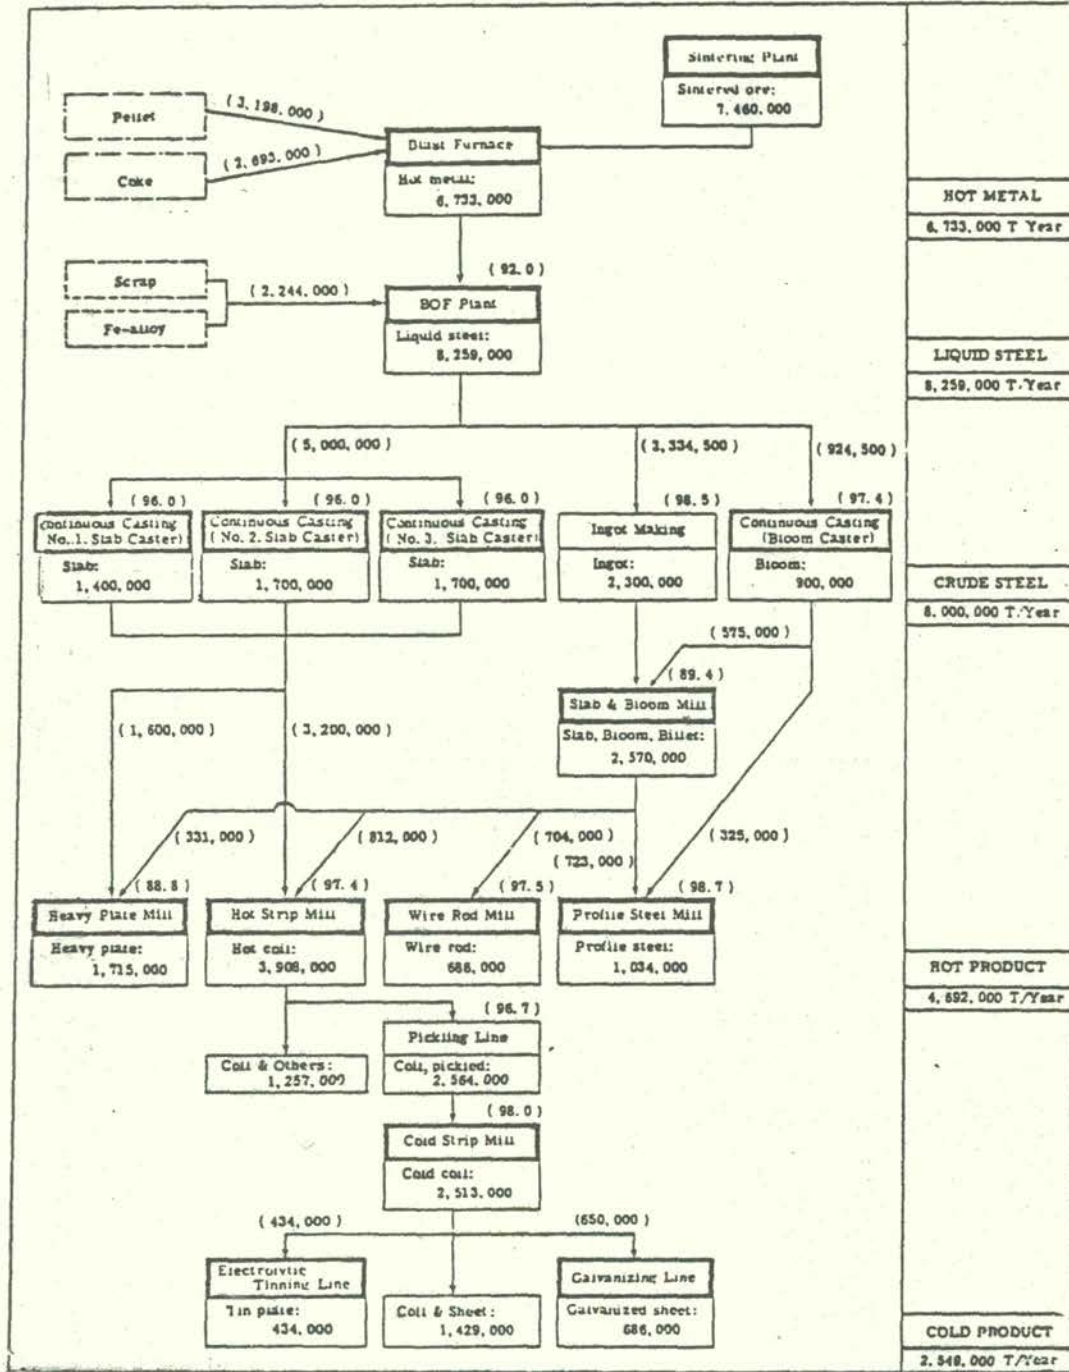 Sintering Plant
Sintered ore:
7,460,000
Pellet
(3,198,000)
Coke
(2,693,000)
Blast Furnace
Hot metal:
6,733,000
HOT METAL
6,733,000 T Year
(92.0)
Scrap
Fe-alloy
(2,244,000)
BOF Plant
Liquid steel:
8,259,000
LIQUID STEEL
8,259,000 T/Year
(5,000,000)
(2,334,500)
(924,500)
(96.0)
(96.0)
(96.0)
(98.5)
(97.4)
Continuous Casting
No. 1. Slab Caster)
Slab:
1,400,000
Continuous Casting
(No. 2. Slab Caster)
Slab:
1,700,000
Continuous Casting
(No. 3. Slab Caster)
Slab:
1,700,000
Ingot Making
Ingot:
2,300,000
Continuous Casting
(Bloom Caster)
Bloom:
900,000
CRUDE STEEL
8,000,000 T/Year
(575,000)
(89.4)
Slab & Bloom Mill
Slab, Bloom, Billet:
2,570,000
(1,600,000)
(3,200,000)
(331,000)
(812,000)
(704,000)
(723,000)
(325,000)
(88.8)
(97.4)
(97.5)
(98.7)
Heavy Plate Mill
Heavy plate:
1,715,000
Hot Strip Mill
Hot coil:
3,908,000
Wire Rod Mill
Wire rod:
686,000
Profile Steel Mill
Profile steel:
1,034,000
HOT PRODUCT
4,692,000 T/Year
(96.7)
Pickling Line
Coil, pickled:
2,564,000
Coil & Others:
1,257,000
(98.0)
Cold Strip Mill
Cold coil:
2,513,000
(434,000)
(650,000)
Electrolytic
Tinning Line
Tin plate:
434,000
Coil & Sheet:
1,429,000
Galvanizing Line
Galvanized sheet:
686,000
COLD PRODUCT
2,549,000 T/Year